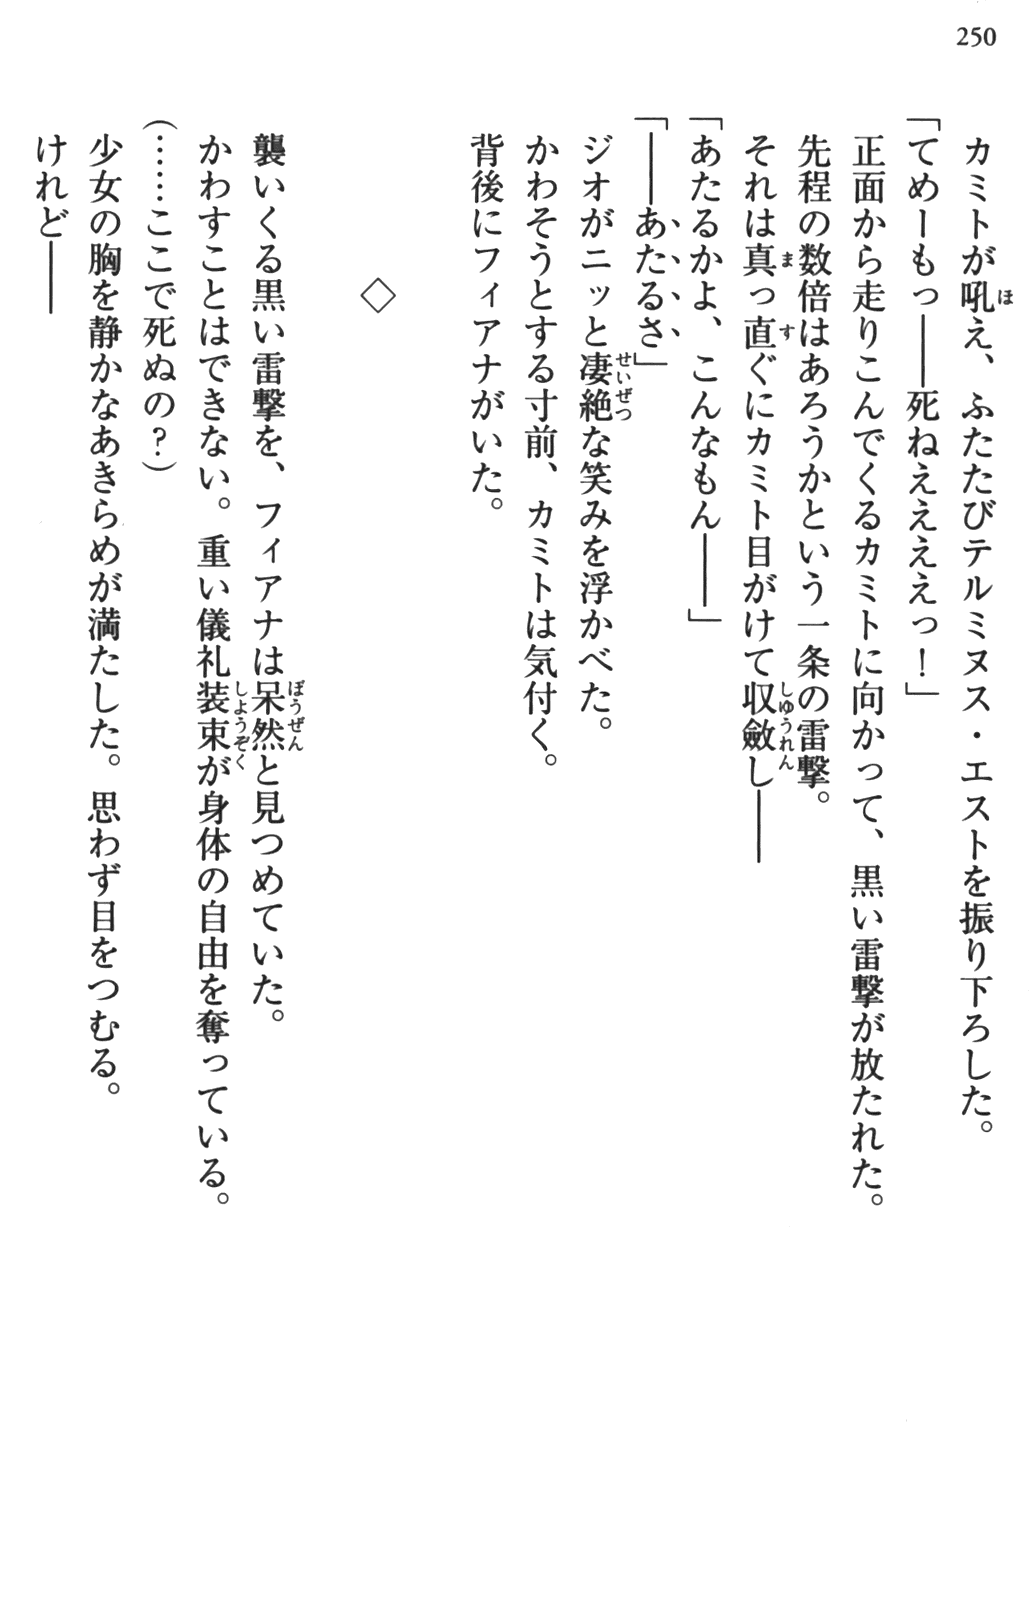 250
カミトが吼え、ふたたびテルミヌス・エストを振り下ろした。
「てめーもっ――死ねええええっ！」
正面から走りこんでくるカミトに向かって、黒い雷撃が放たれた。
先程の数倍はあろうかという一条の雷撃。
それは真っ直ぐにカミト目がけて収斂し――
「あたるかよ、こんなもん――」
「――あたるさ」
ジオがニッと凄絶な笑みを浮かべた。
かわそうとする寸前、カミトは気付く。
背後にフィアナがいた。
◇
襲いくる黒い雷撃を、フィアナは呆然と見つめていた。
かわすことはできない。重い儀礼装束が身体の自由を奪っている。
（……ここで死ぬの？）
少女の胸を静かなあきらめが満たした。思わず目をつむる。
けれど――